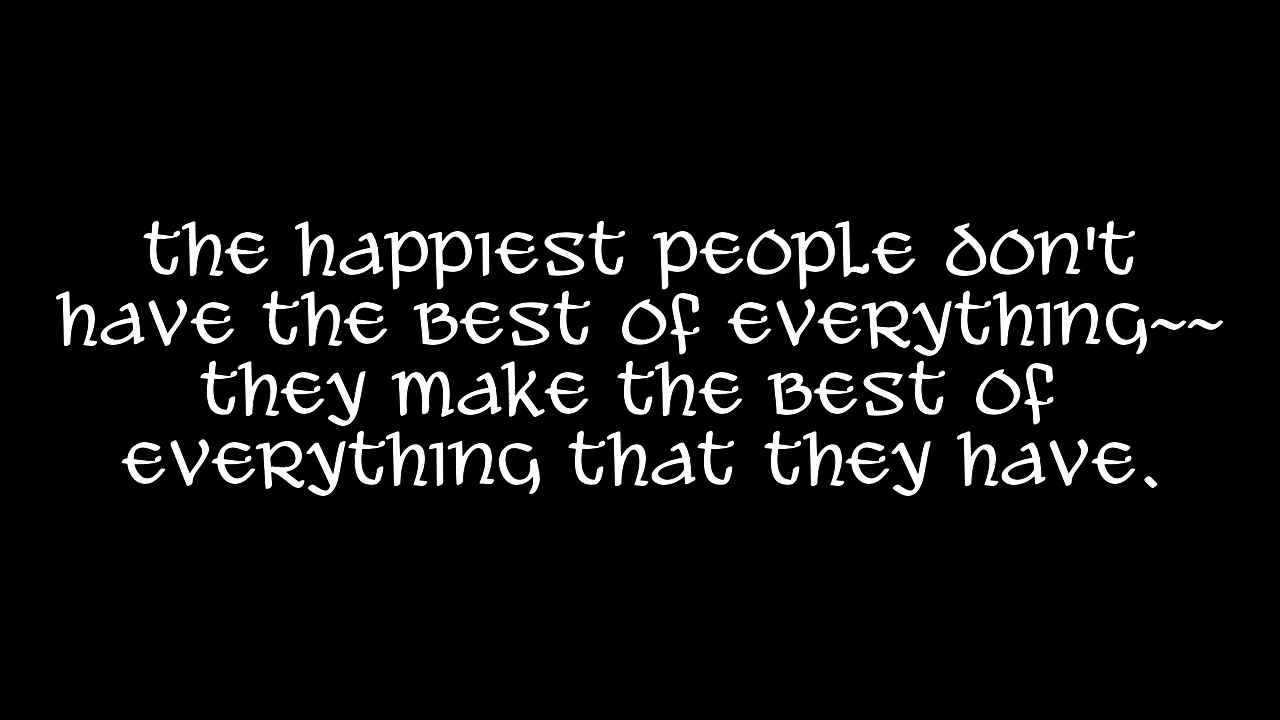 the happiest people don't
have the best of everything~~
they make the best of
everything that they have.